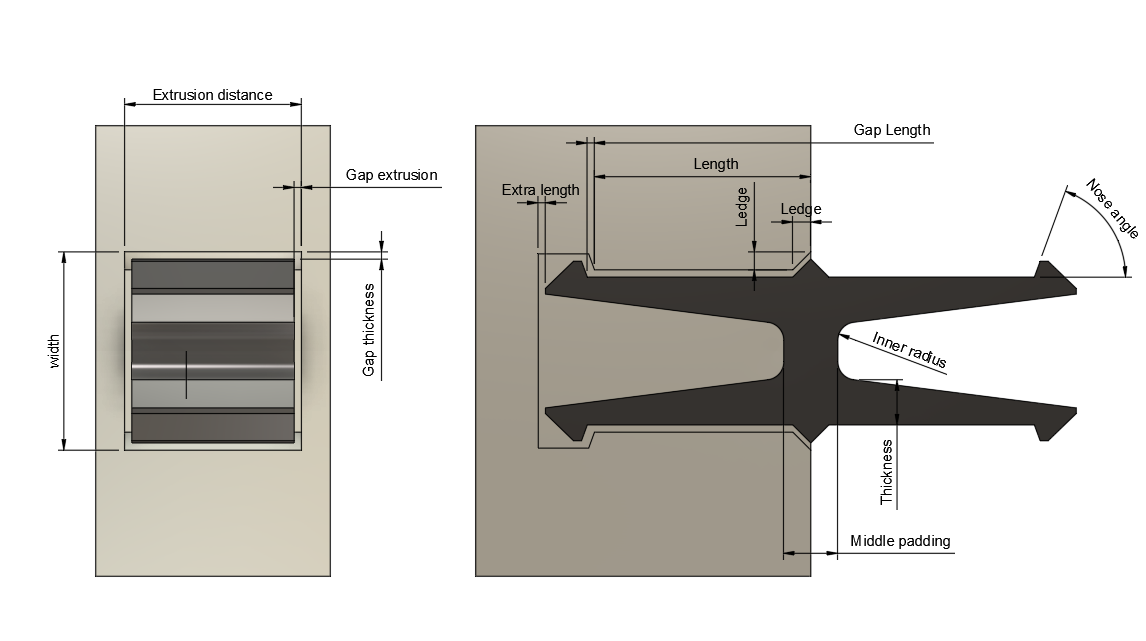 Extrusion distance
Gap extrusion
Gap thickness
width
Gap Length
Length
Extra length
Ledge
Ledge
Nose angle
Inner radius
Thickness
Middle padding